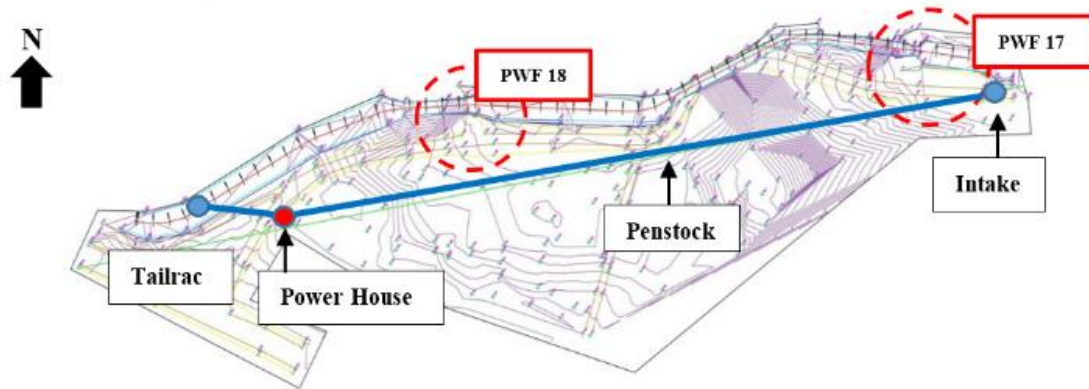 N
PWF 18
PWF 17
Intake
Penstock
Tailrac
Power House